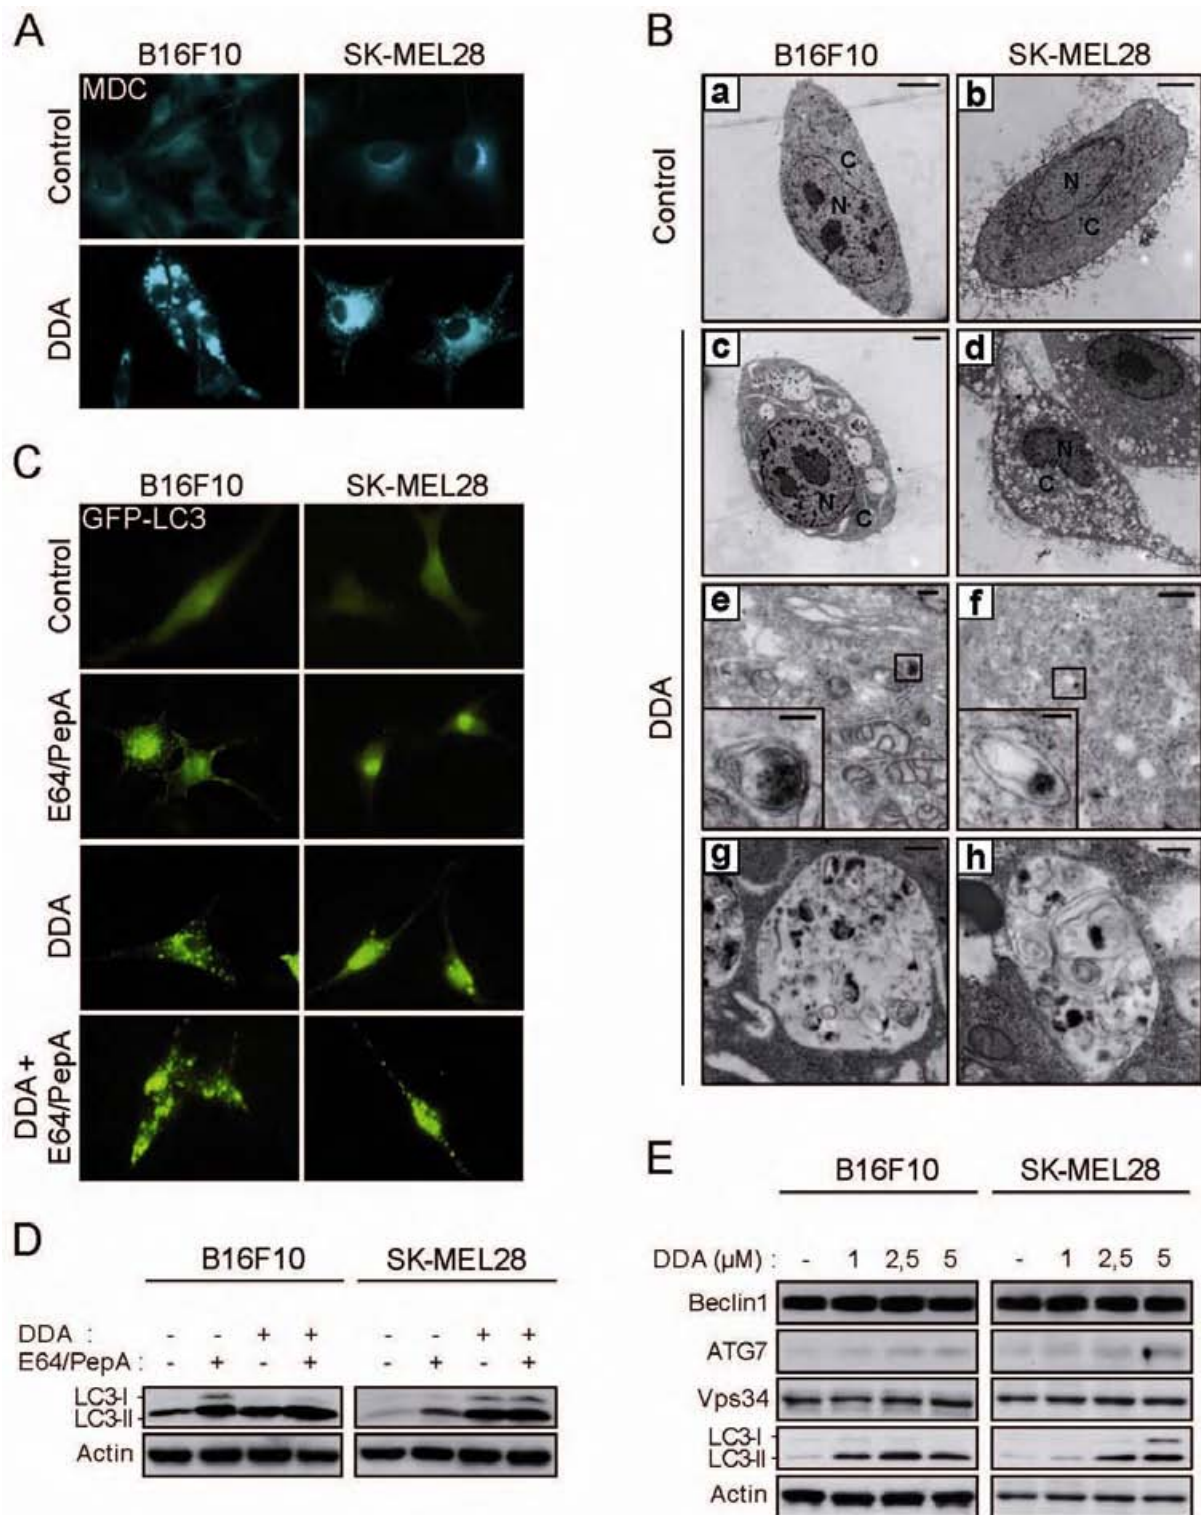 A
B16F10 SK-MEL28
MDC
Control
DDA
B
B16F10 SK-MEL28
Control
a
C
N
b
N
C
DDA
c
N
C
d
N
C
e
f
g
h
C
B16F10 SK-MEL28
GFP-LC3
Control
E64/PepA
DDA
DDA+
E64/PepA
D
B16F10 SK-MEL28
DDA : - - + + - - + +
E64/PepA : - + - + - + - +
LC3-I
LC3-II
Actin
E
B16F10 SK-MEL28
DDA (µM) : - 1 2,5 5 - 1 2,5 5
Beclin1
ATG7
Vps34
LC3-I
LC3-II
Actin